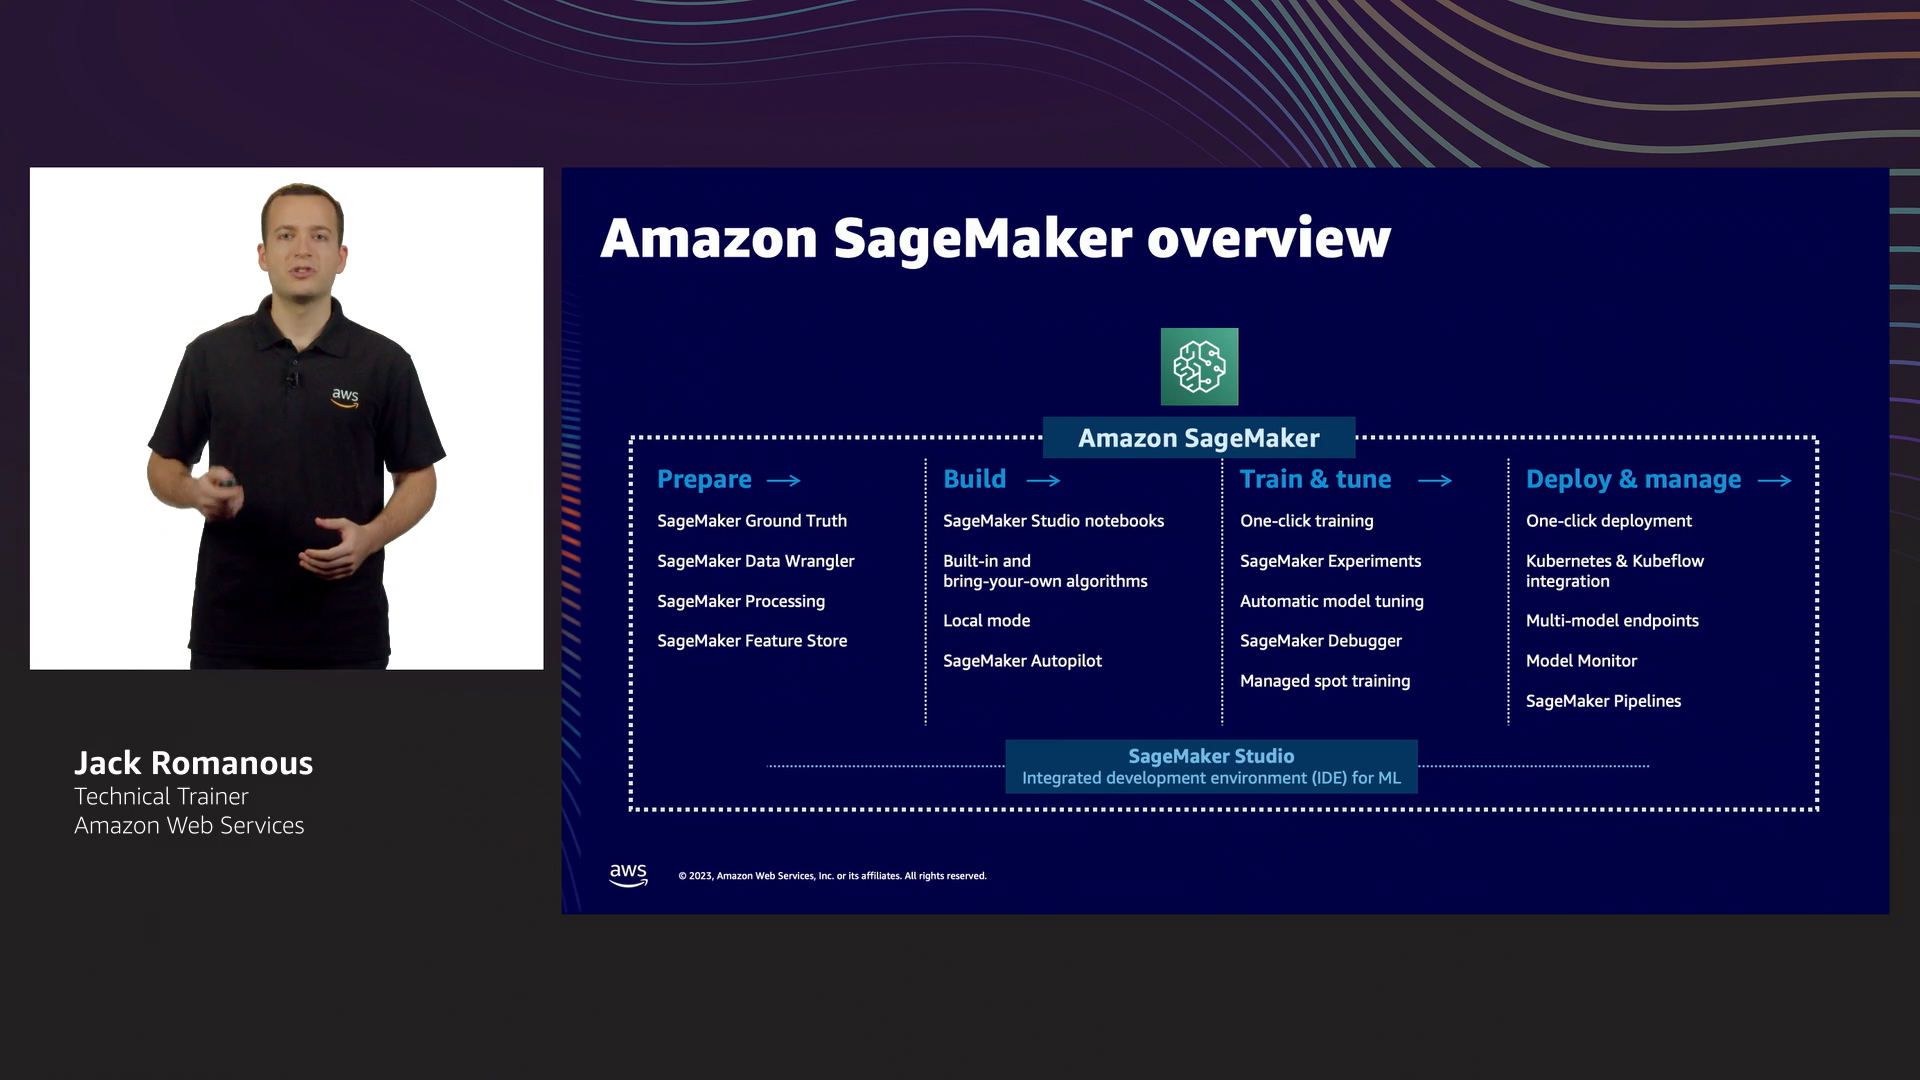 Amazon SageMaker overview
aws
Amazon SageMaker
Prepare →
SageMaker Ground Truth
SageMaker Data Wrangler
SageMaker Processing
SageMaker Feature Store
Build →
SageMaker Studio notebooks
Built-in and
bring-your-own algorithms
Local mode
SageMaker Autopilot
Train & tune →
One-click training
SageMaker Experiments
Automatic model tuning
SageMaker Debugger
Managed spot training
Deploy & manage →
One-click deployment
Kubernetes & Kubeflow
integration
Multi-model endpoints
Model Monitor
SageMaker Pipelines
SageMaker Studio
Integrated development environment (IDE) for ML
Jack Romanous
Technical Trainer
Amazon Web Services
aws
© 2023, Amazon Web Services, Inc. or its affiliates. All rights reserved.